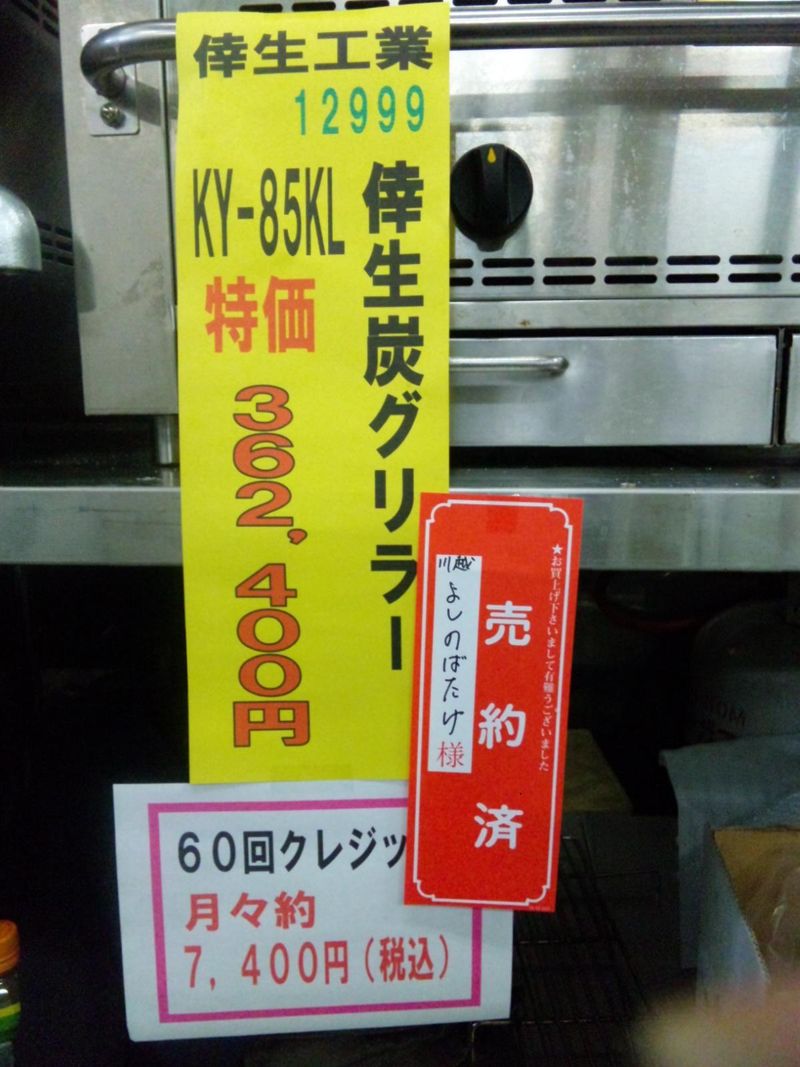 倖生工業
12999
倖生炭グリラー
KY-85KL
特価
362,400円
★お買上げ下さいまして有難うございました
売約済
川越
よしのばたけ様
60回クレジッ
月々約
7,400円(税込)